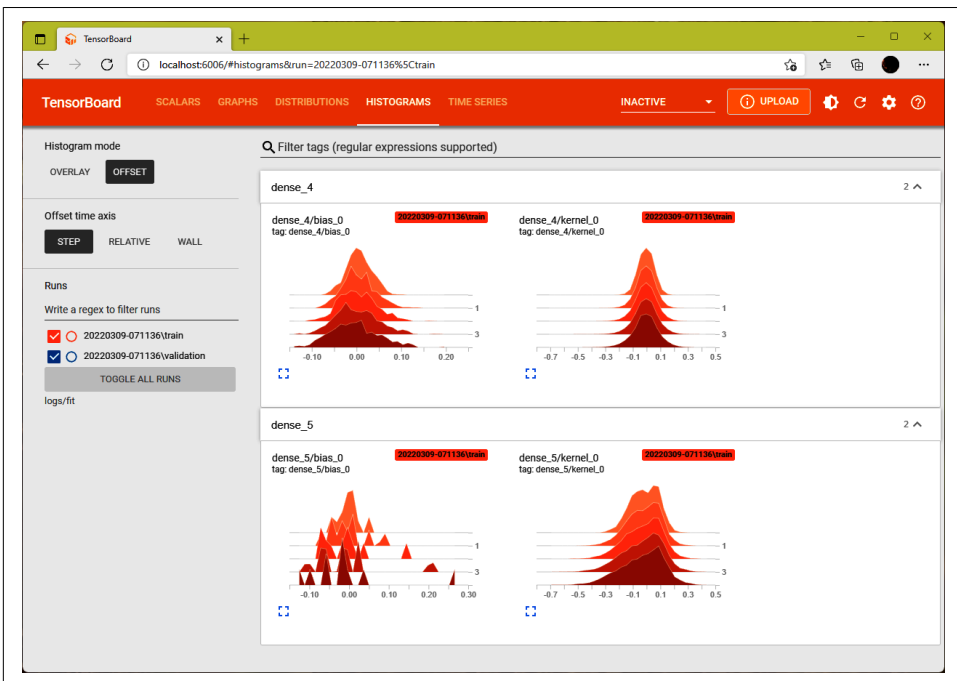 TensorBoard
localhost:6006/#histograms&run=20220309-071136%5Ctrain
TensorBoard SCALARS GRAPHS DISTRIBUTIONS HISTOGRAMS TIME SERIES INACTIVE UPLOAD
Histogram mode
OVERLAY OFFSET
Offset time axis
STEP RELATIVE WALL
Runs
Write a regex to filter runs
20220309-071136\train
20220309-071136\validation
TOGGLE ALL RUNS
logs/fit
Filter tags (regular expressions supported)
dense_4 2
dense_4/bias_0 20220309-071136\train
tag: dense_4/bias_0
1
3
-0.10 0.00 0.10 0.20
dense_4/kernel_0 20220309-071136\train
tag: dense_4/kernel_0
1
3
-0.7 -0.5 -0.3 -0.1 0.1 0.3 0.5
dense_5 2
dense_5/bias_0 20220309-071136\train
tag: dense_5/bias_0
1
3
-0.10 0.00 0.10 0.20 0.30
dense_5/kernel_0 20220309-071136\train
tag: dense_5/kernel_0
1
3
-0.7 -0.5 -0.3 -0.1 0.1 0.3 0.5